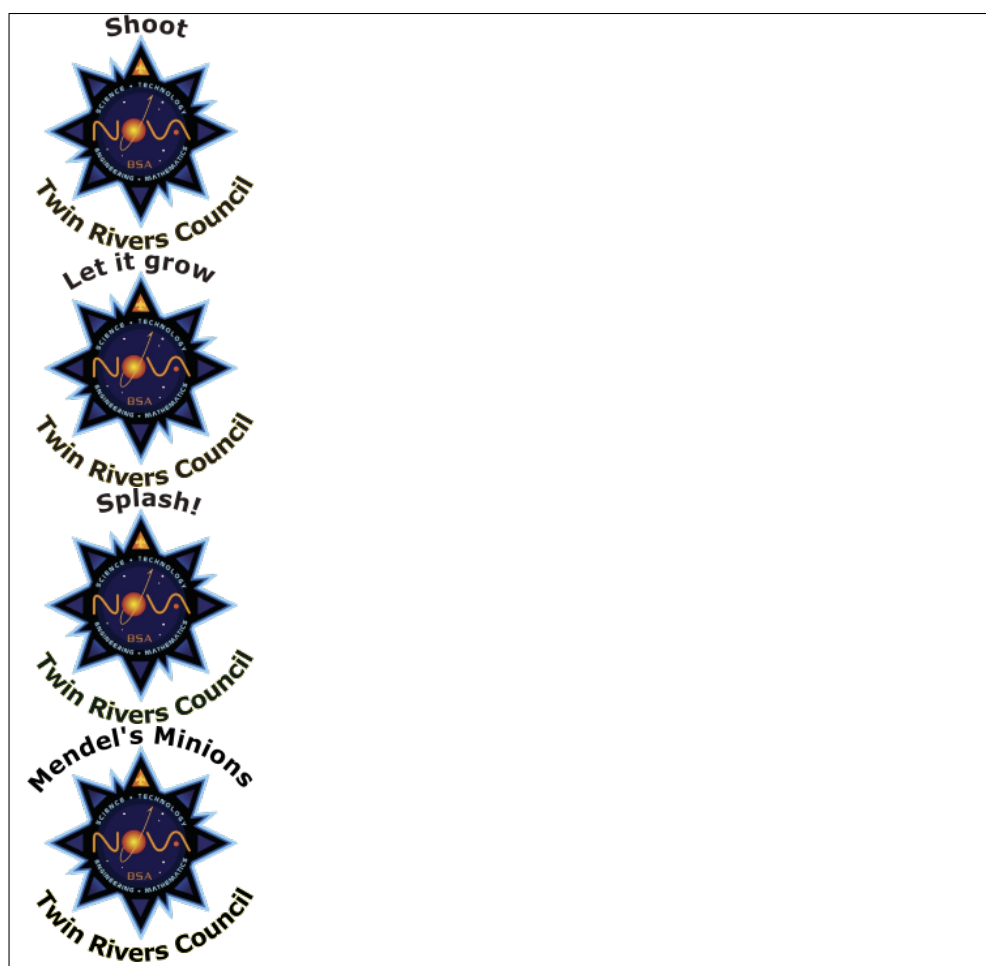 Shoot
SCIENCE • TECHNOLOGY
NOVA
BSA
ENGINEERING • MATHEMATICS
Twin Rivers Council
Let it grow
SCIENCE • TECHNOLOGY
NOVA
BSA
ENGINEERING • MATHEMATICS
Twin Rivers Council
Splash!
SCIENCE • TECHNOLOGY
NOVA
BSA
ENGINEERING • MATHEMATICS
Twin Rivers Council
Mendel's Minions
SCIENCE • TECHNOLOGY
NOVA
BSA
ENGINEERING • MATHEMATICS
Twin Rivers Council